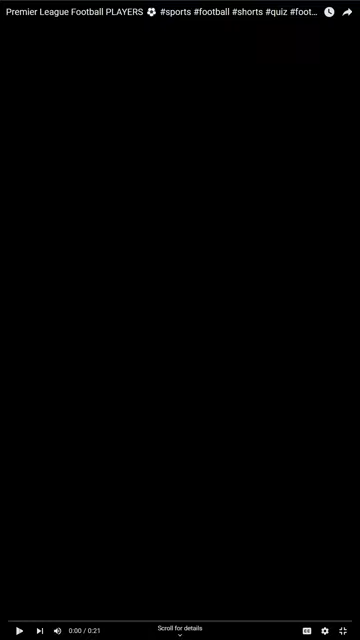 Premier League Football PLAYERS ⚽ #sports #football #shorts #quiz #foot...
0:00 / 0:21
Scroll for details